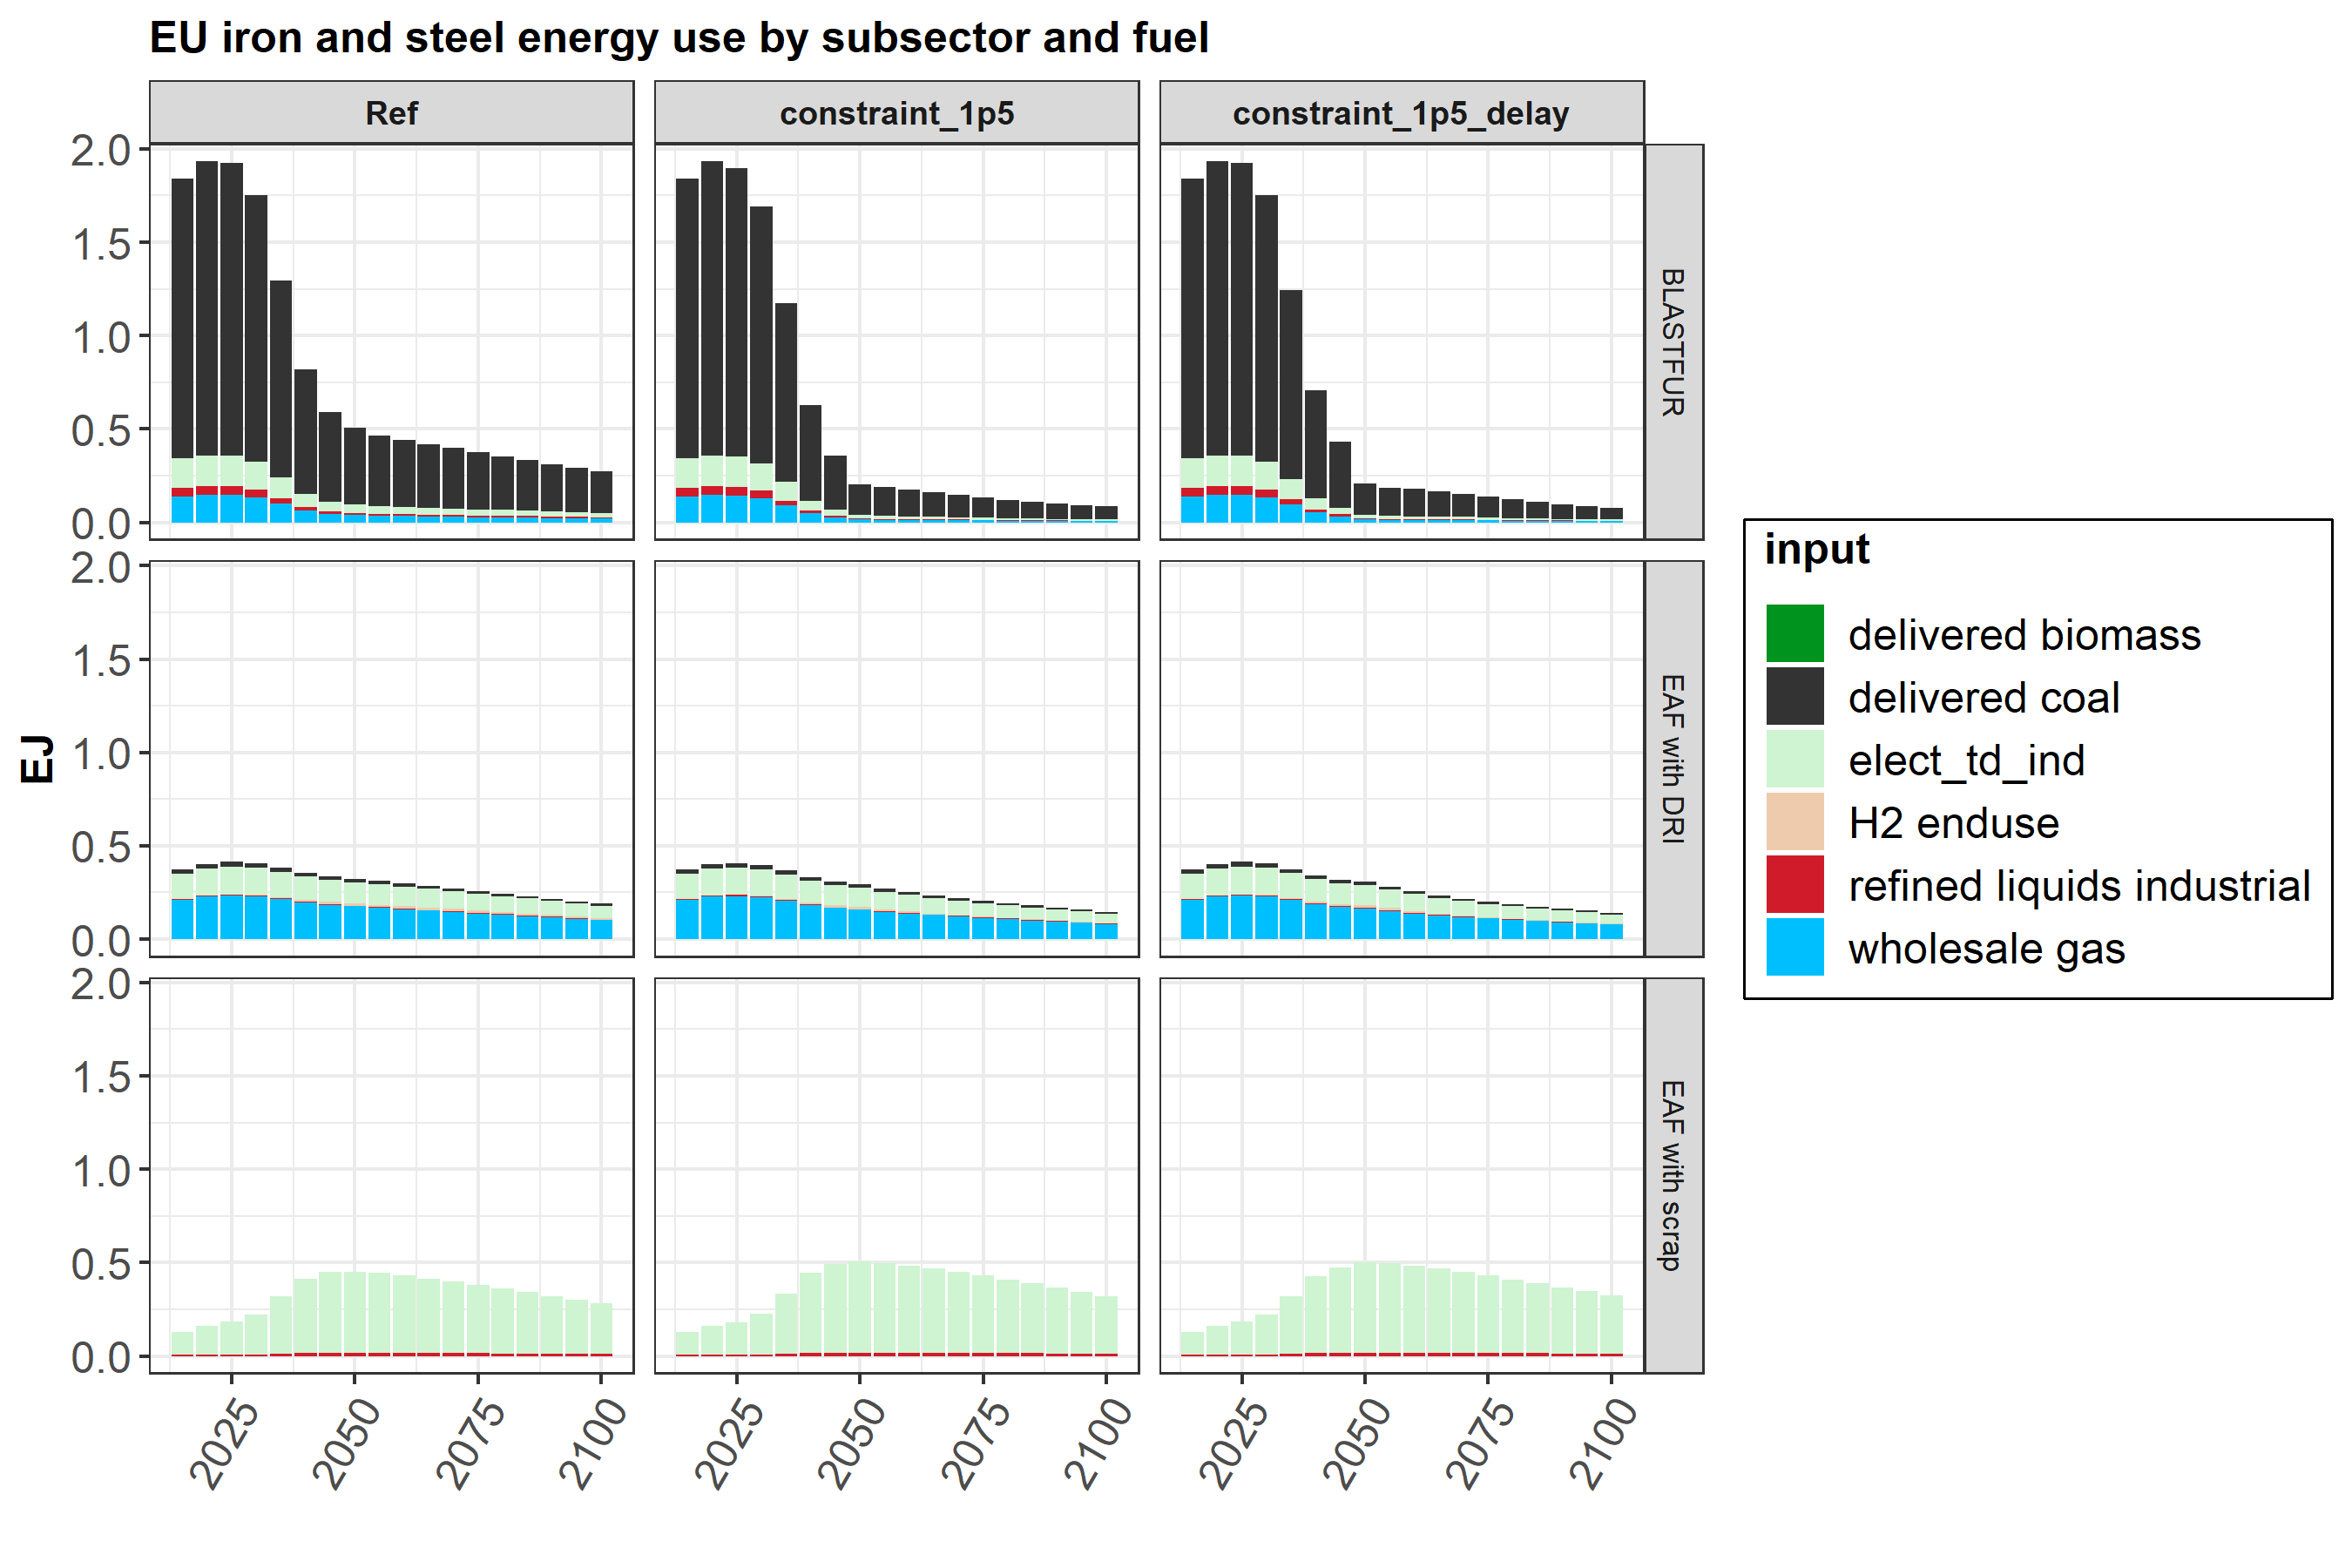 EU iron and steel energy use by subsector and fuel
Ref
constraint_1p5
constraint_1p5_delay
2.0
1.5
1.0
0.5
0.0
BLASTFUR
2.0
1.5
1.0
0.5
0.0
EAF with DRI
2.0
1.5
1.0
0.5
0.0
EAF with scrap
EJ
2025
2050
2075
2100
2025
2050
2075
2100
2025
2050
2075
2100
input
delivered biomass
delivered coal
elect_td_ind
H2 enduse
refined liquids industrial
wholesale gas